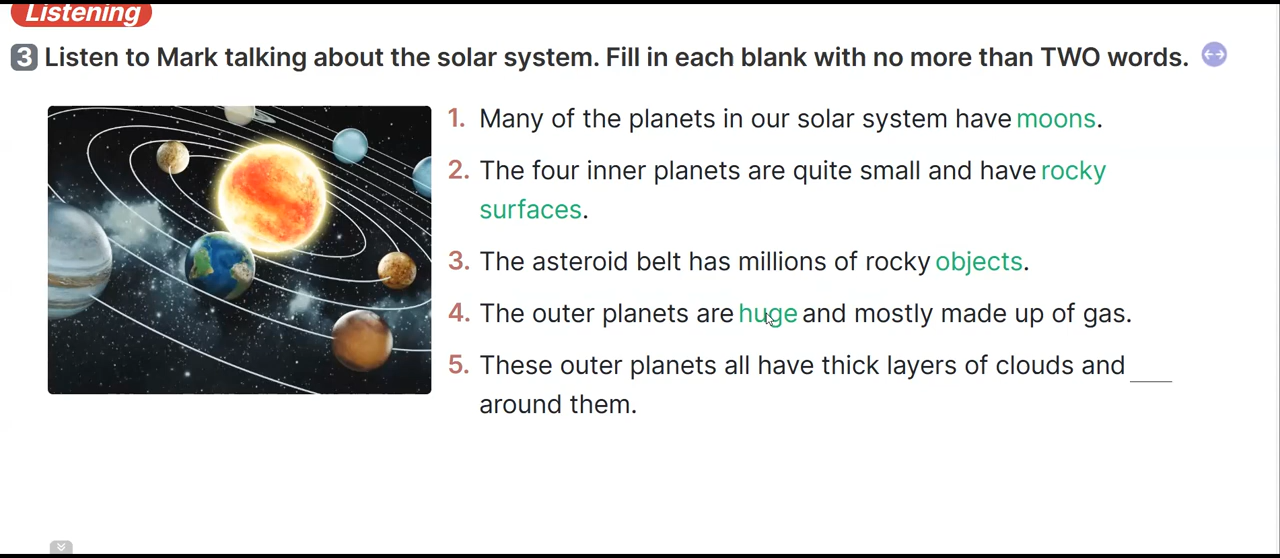 Listening
3 Listen to Mark talking about the solar system. Fill in each blank with no more than TWO words.
1. Many of the planets in our solar system have moons.
2. The four inner planets are quite small and have rocky
surfaces.
3. The asteroid belt has millions of rocky objects.
4. The outer planets are huge and mostly made up of gas.
5. These outer planets all have thick layers of clouds and ___
around them.